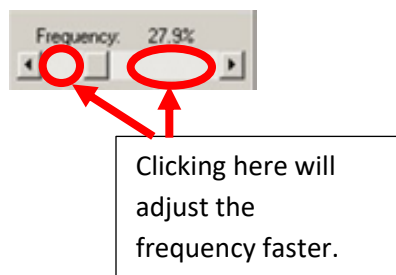 Frequency: 27.9%
Clicking here will
adjust the
frequency faster.